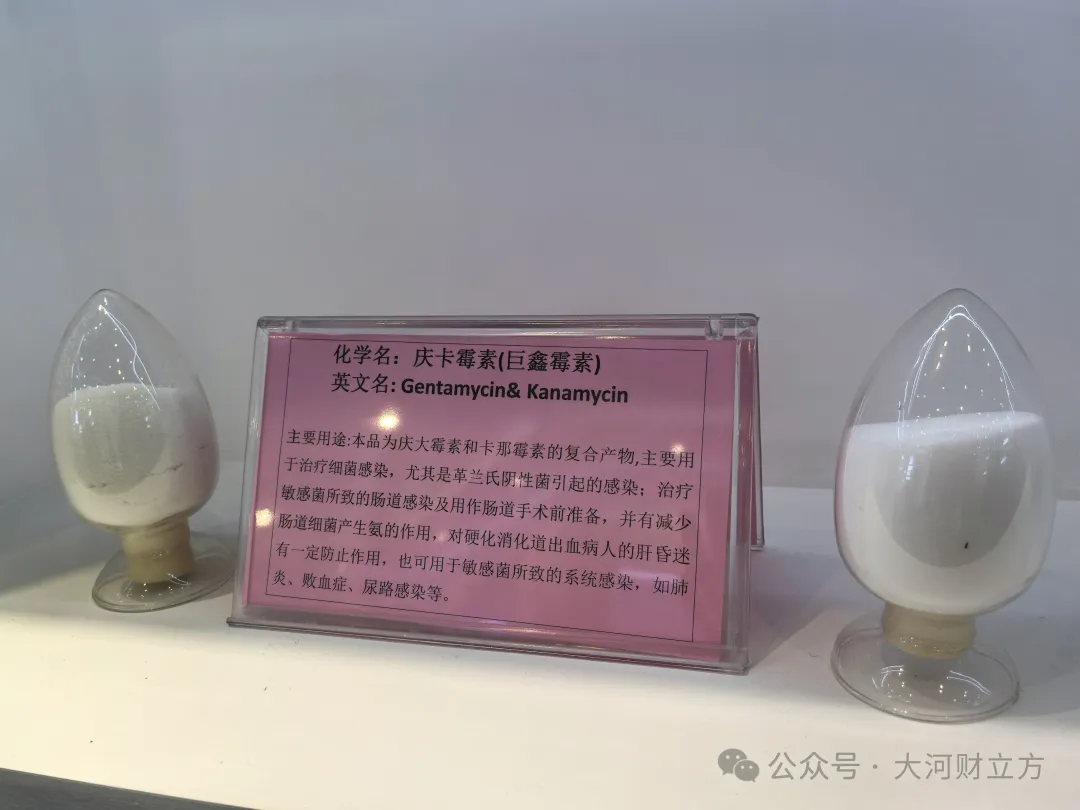 化学名：庆卡霉素(巨鑫霉素)
英文名: Gentamycin& Kanamycin
主要用途:本品为庆大霉素和卡那霉素的复合产物,主要用
于治疗细菌感染，尤其是革兰氏阴性菌引起的感染；治疗
敏感菌所致的肠道感染及用作肠道手术前准备，并有减少
肠道细菌产生氨的作用，对硬化消化道出血病人的肝昏迷
有一定防止作用，也可用于敏感菌所致的系统感染，如肺
炎、败血症、尿路感染等。
公众号 · 大河财立方